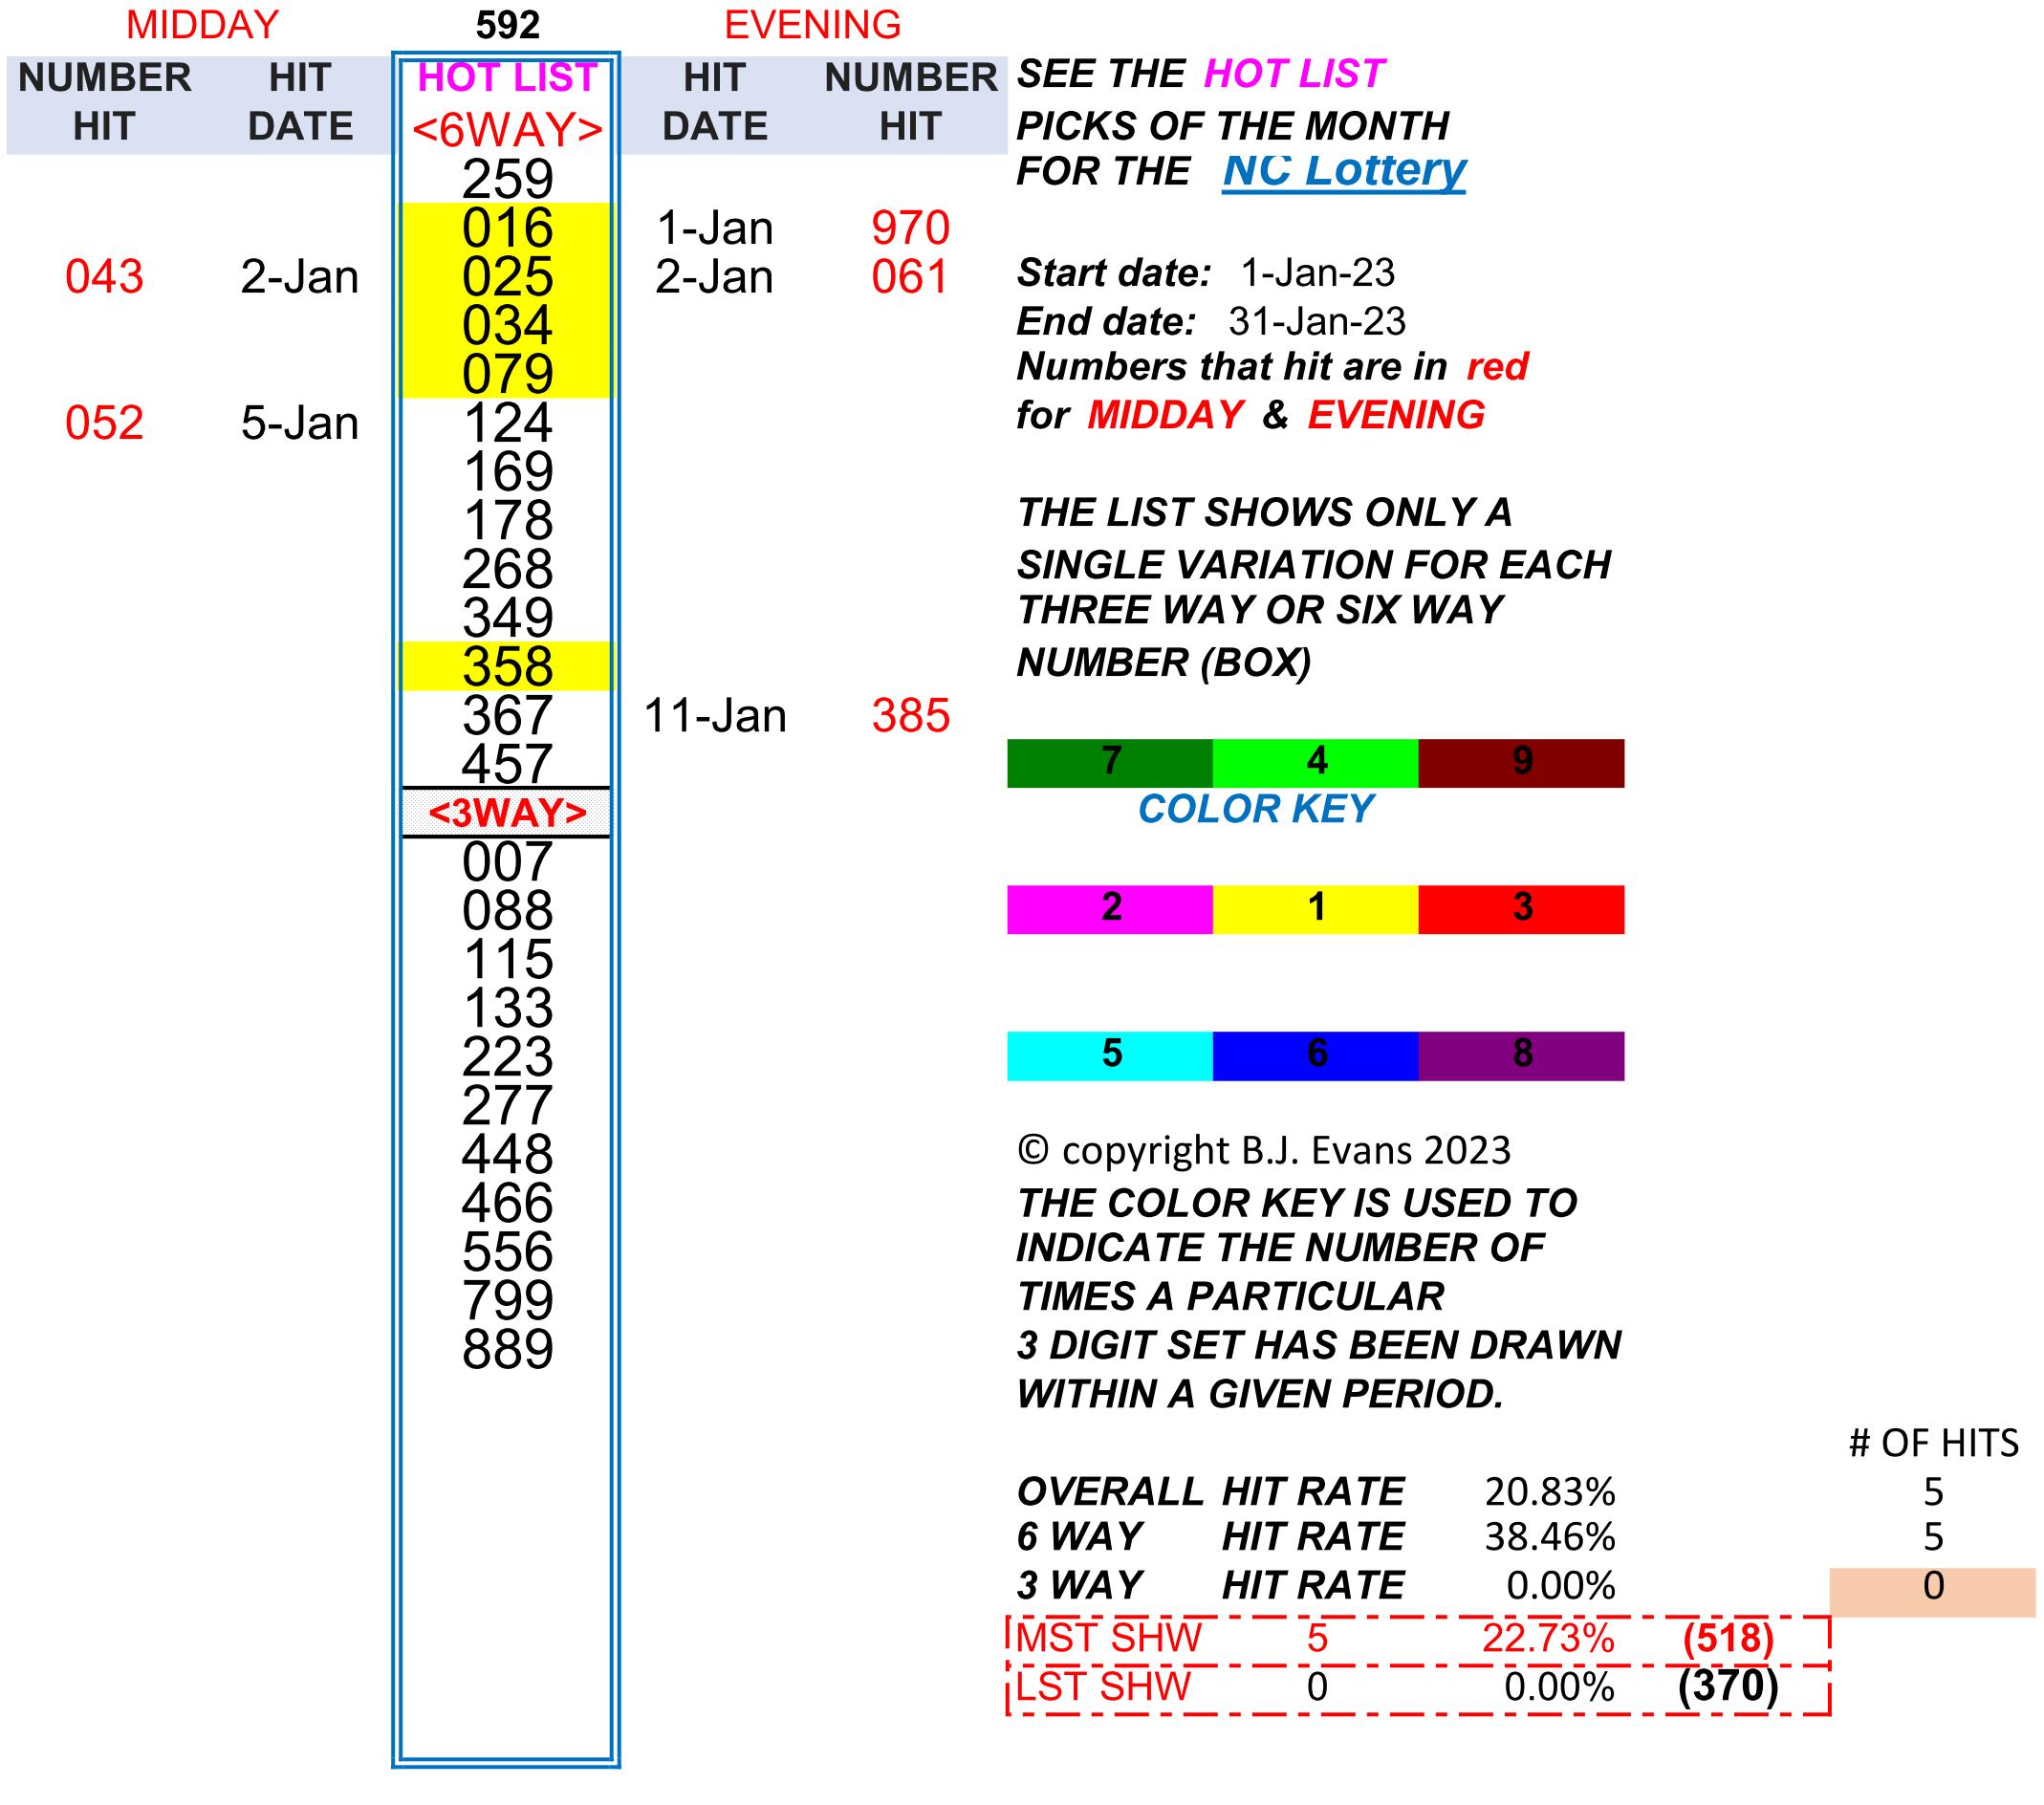 MIDDAY 592 EVENING
NUMBER HIT HOT LIST HIT NUMBER SEE THE HOT LIST
HIT DATE <6WAY> DATE HIT PICKS OF THE MONTH
259 FOR THE NC Lottery
016 1-Jan 970
043 2-Jan 025 2-Jan 061 Start date: 1-Jan-23
034 End date: 31-Jan-23
079 Numbers that hit are in red
052 5-Jan 124 for MIDDAY & EVENING
169
178 THE LIST SHOWS ONLY A
268 SINGLE VARIATION FOR EACH
349 THREE WAY OR SIX WAY
358 NUMBER (BOX)
367 11-Jan 385
457 7 4 9
<3WAY> COLOR KEY
007
088 2 1 3
115
133
223 5 6 8
277
448 © copyright B.J. Evans 2023
466 THE COLOR KEY IS USED TO
556 INDICATE THE NUMBER OF
799 TIMES A PARTICULAR
889 3 DIGIT SET HAS BEEN DRAWN
WITHIN A GIVEN PERIOD.
# OF HITS
OVERALL HIT RATE 20.83% 5
6 WAY HIT RATE 38.46% 5
3 WAY HIT RATE 0.00% 0
MST SHW 5 22.73% (518)
LST SHW 0 0.00% (370)